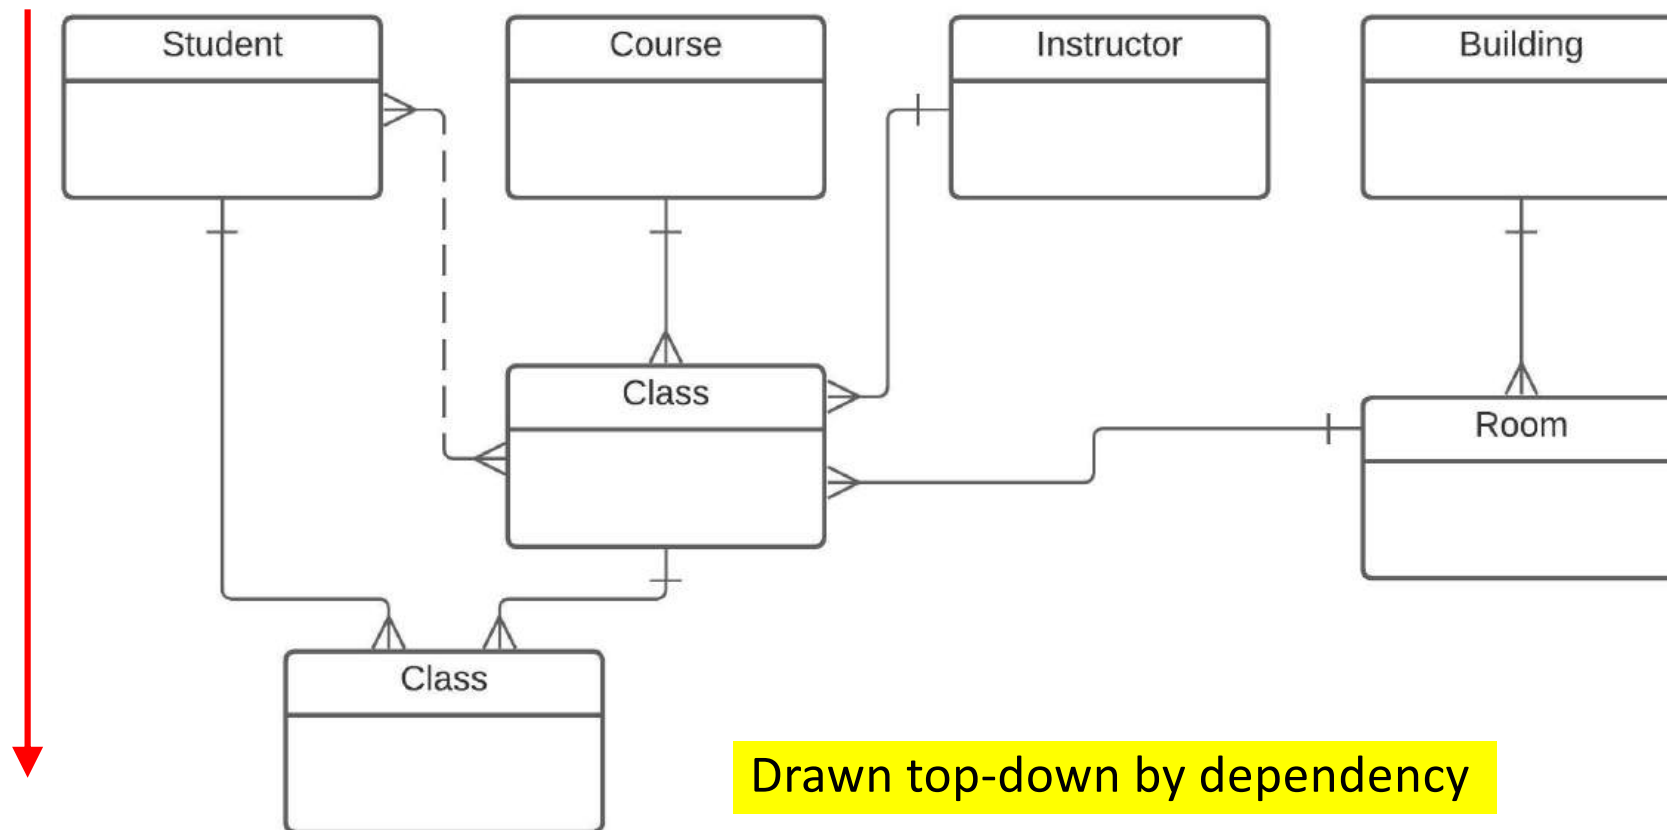 Student
Course
Instructor
Building
Class
Room
Class
Drawn top-down by dependency